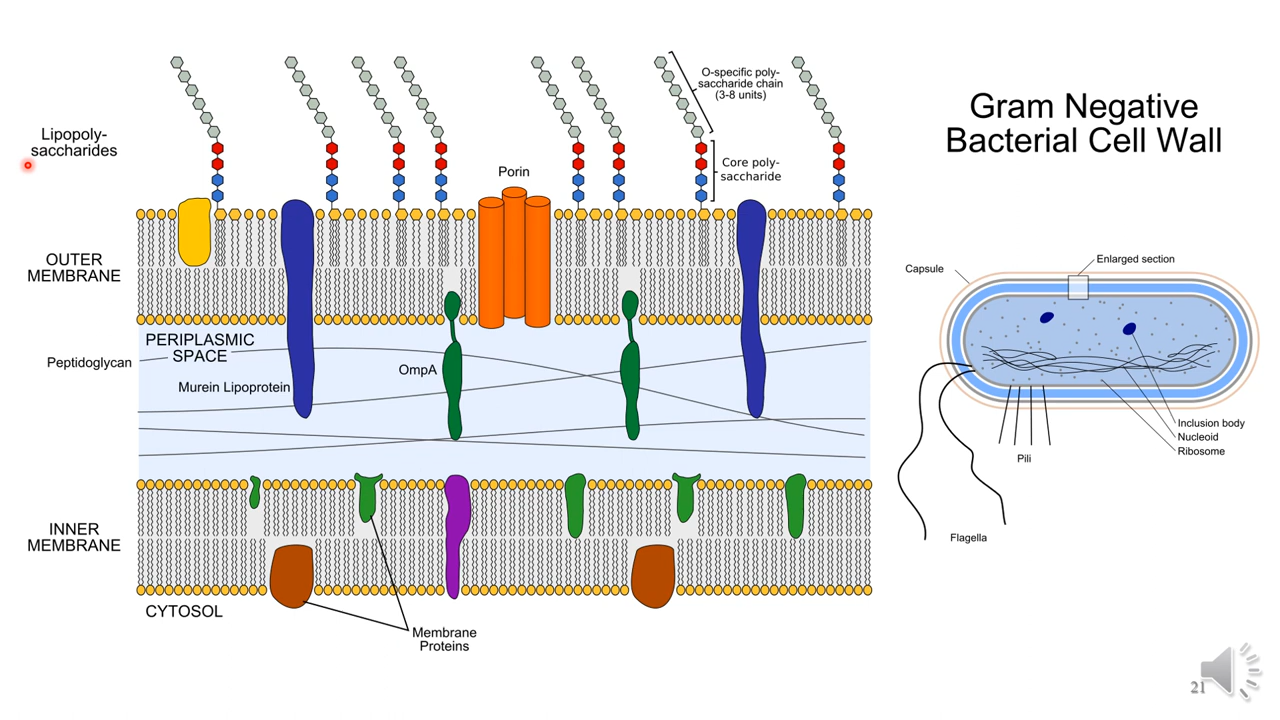 Gram Negative
Bacterial Cell Wall
Lipopoly-
saccharides
O-specific poly-
saccharide chain
(3-8 units)
Core poly-
saccharide
Porin
OUTER
MEMBRANE
PERIPLASMIC
SPACE
Peptidoglycan
Murein Lipoprotein
OmpA
INNER
MEMBRANE
CYTOSOL
Membrane
Proteins
Capsule
Enlarged section
Inclusion body
Nucleoid
Ribosome
Pili
Flagella
21